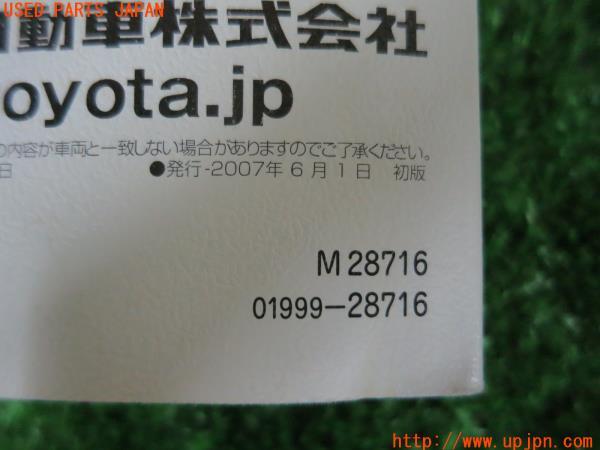 USED PARTS JAPAN
動車株式会社
oyota.jp
の内容が車両と一致しない場合がありますのでご了承ください。
日 ●発行-2007年6月1日 初版
M28716
01999-28716
http://www.upjpn.com/